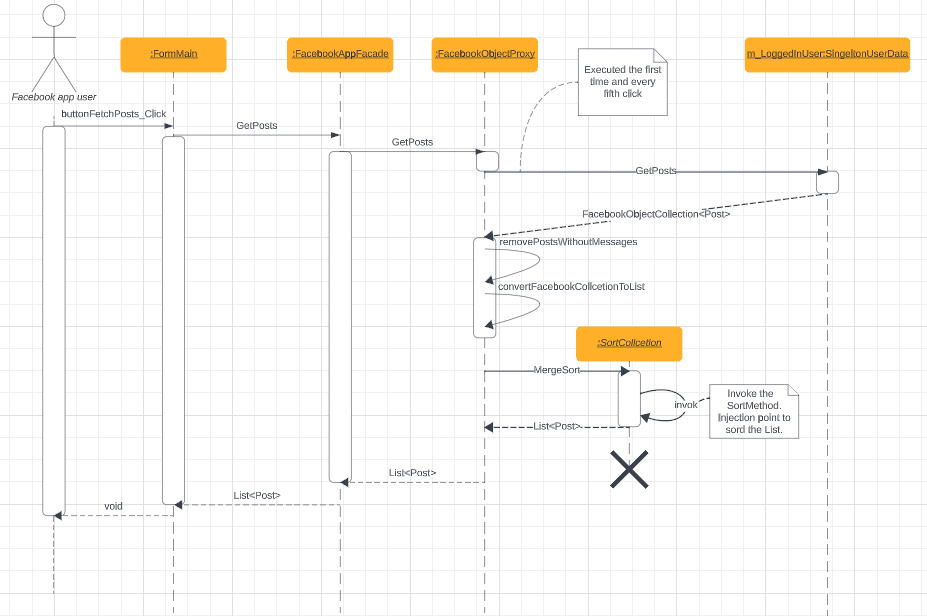 :FormMain
:FacebookAppFacade
:FacebookObjectProxy
m_LoggedInUser:SingeltonUserData
Executed the first
time and every
fifth click
Facebook app user
buttonFetchPosts_Click
GetPosts
GetPosts
GetPosts
FacebookObjectCollection<Post>
removePostsWithoutMessages
convertFacebookCollcetionToList
:SortCollcetion
MergeSort
invok
Invoke the
SortMethod.
Injection point to
sord the List.
List<Post>
List<Post>
List<Post>
void